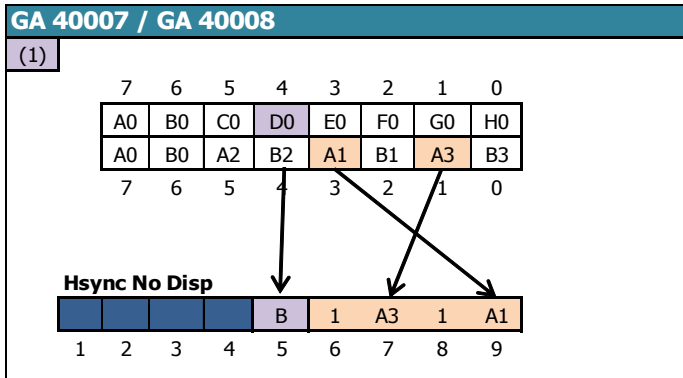 GA 40007 / GA 40008
(1)
7 6 5 4 3 2 1 0
A0 B0 C0 D0 E0 F0 G0 H0
A0 B0 A2 B2 A1 B1 A3 B3
7 6 5 4 3 2 1 0
Hsync No Disp
B 1 A3 1 A1
1 2 3 4 5 6 7 8 9